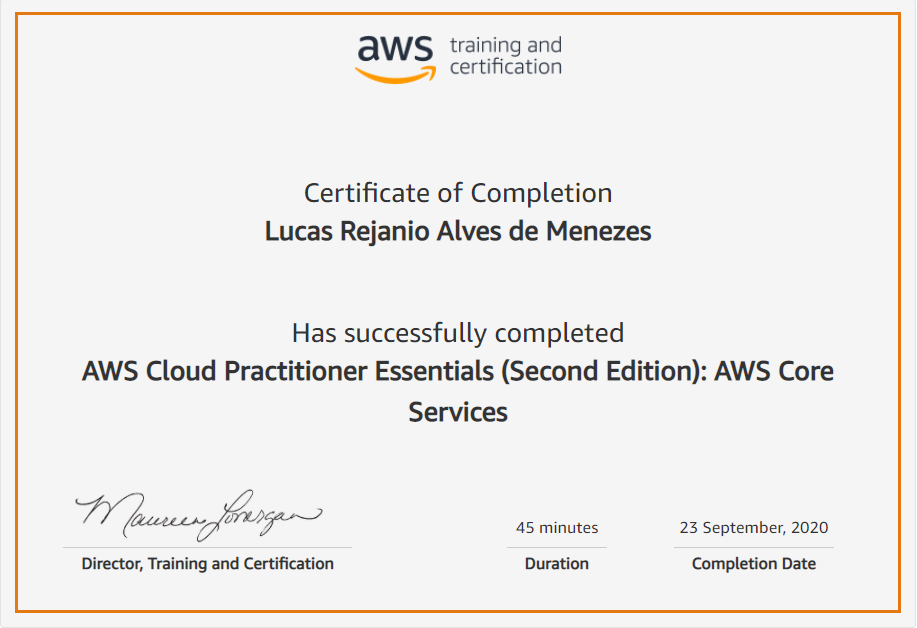 aws training and
certification
Certificate of Completion
Lucas Rejanio Alves de Menezes
Has successfully completed
AWS Cloud Practitioner Essentials (Second Edition): AWS Core
Services
Maureen Lonergan
45 minutes
23 September, 2020
Director, Training and Certification
Duration
Completion Date